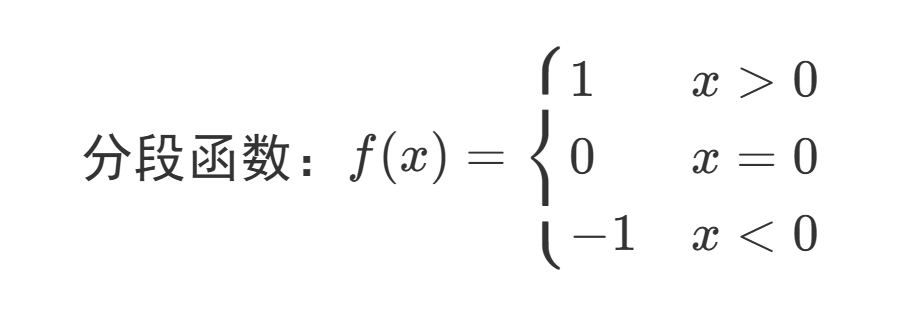 分段函数：f(x) = { 1 x > 0
0 x = 0
−1 x < 0